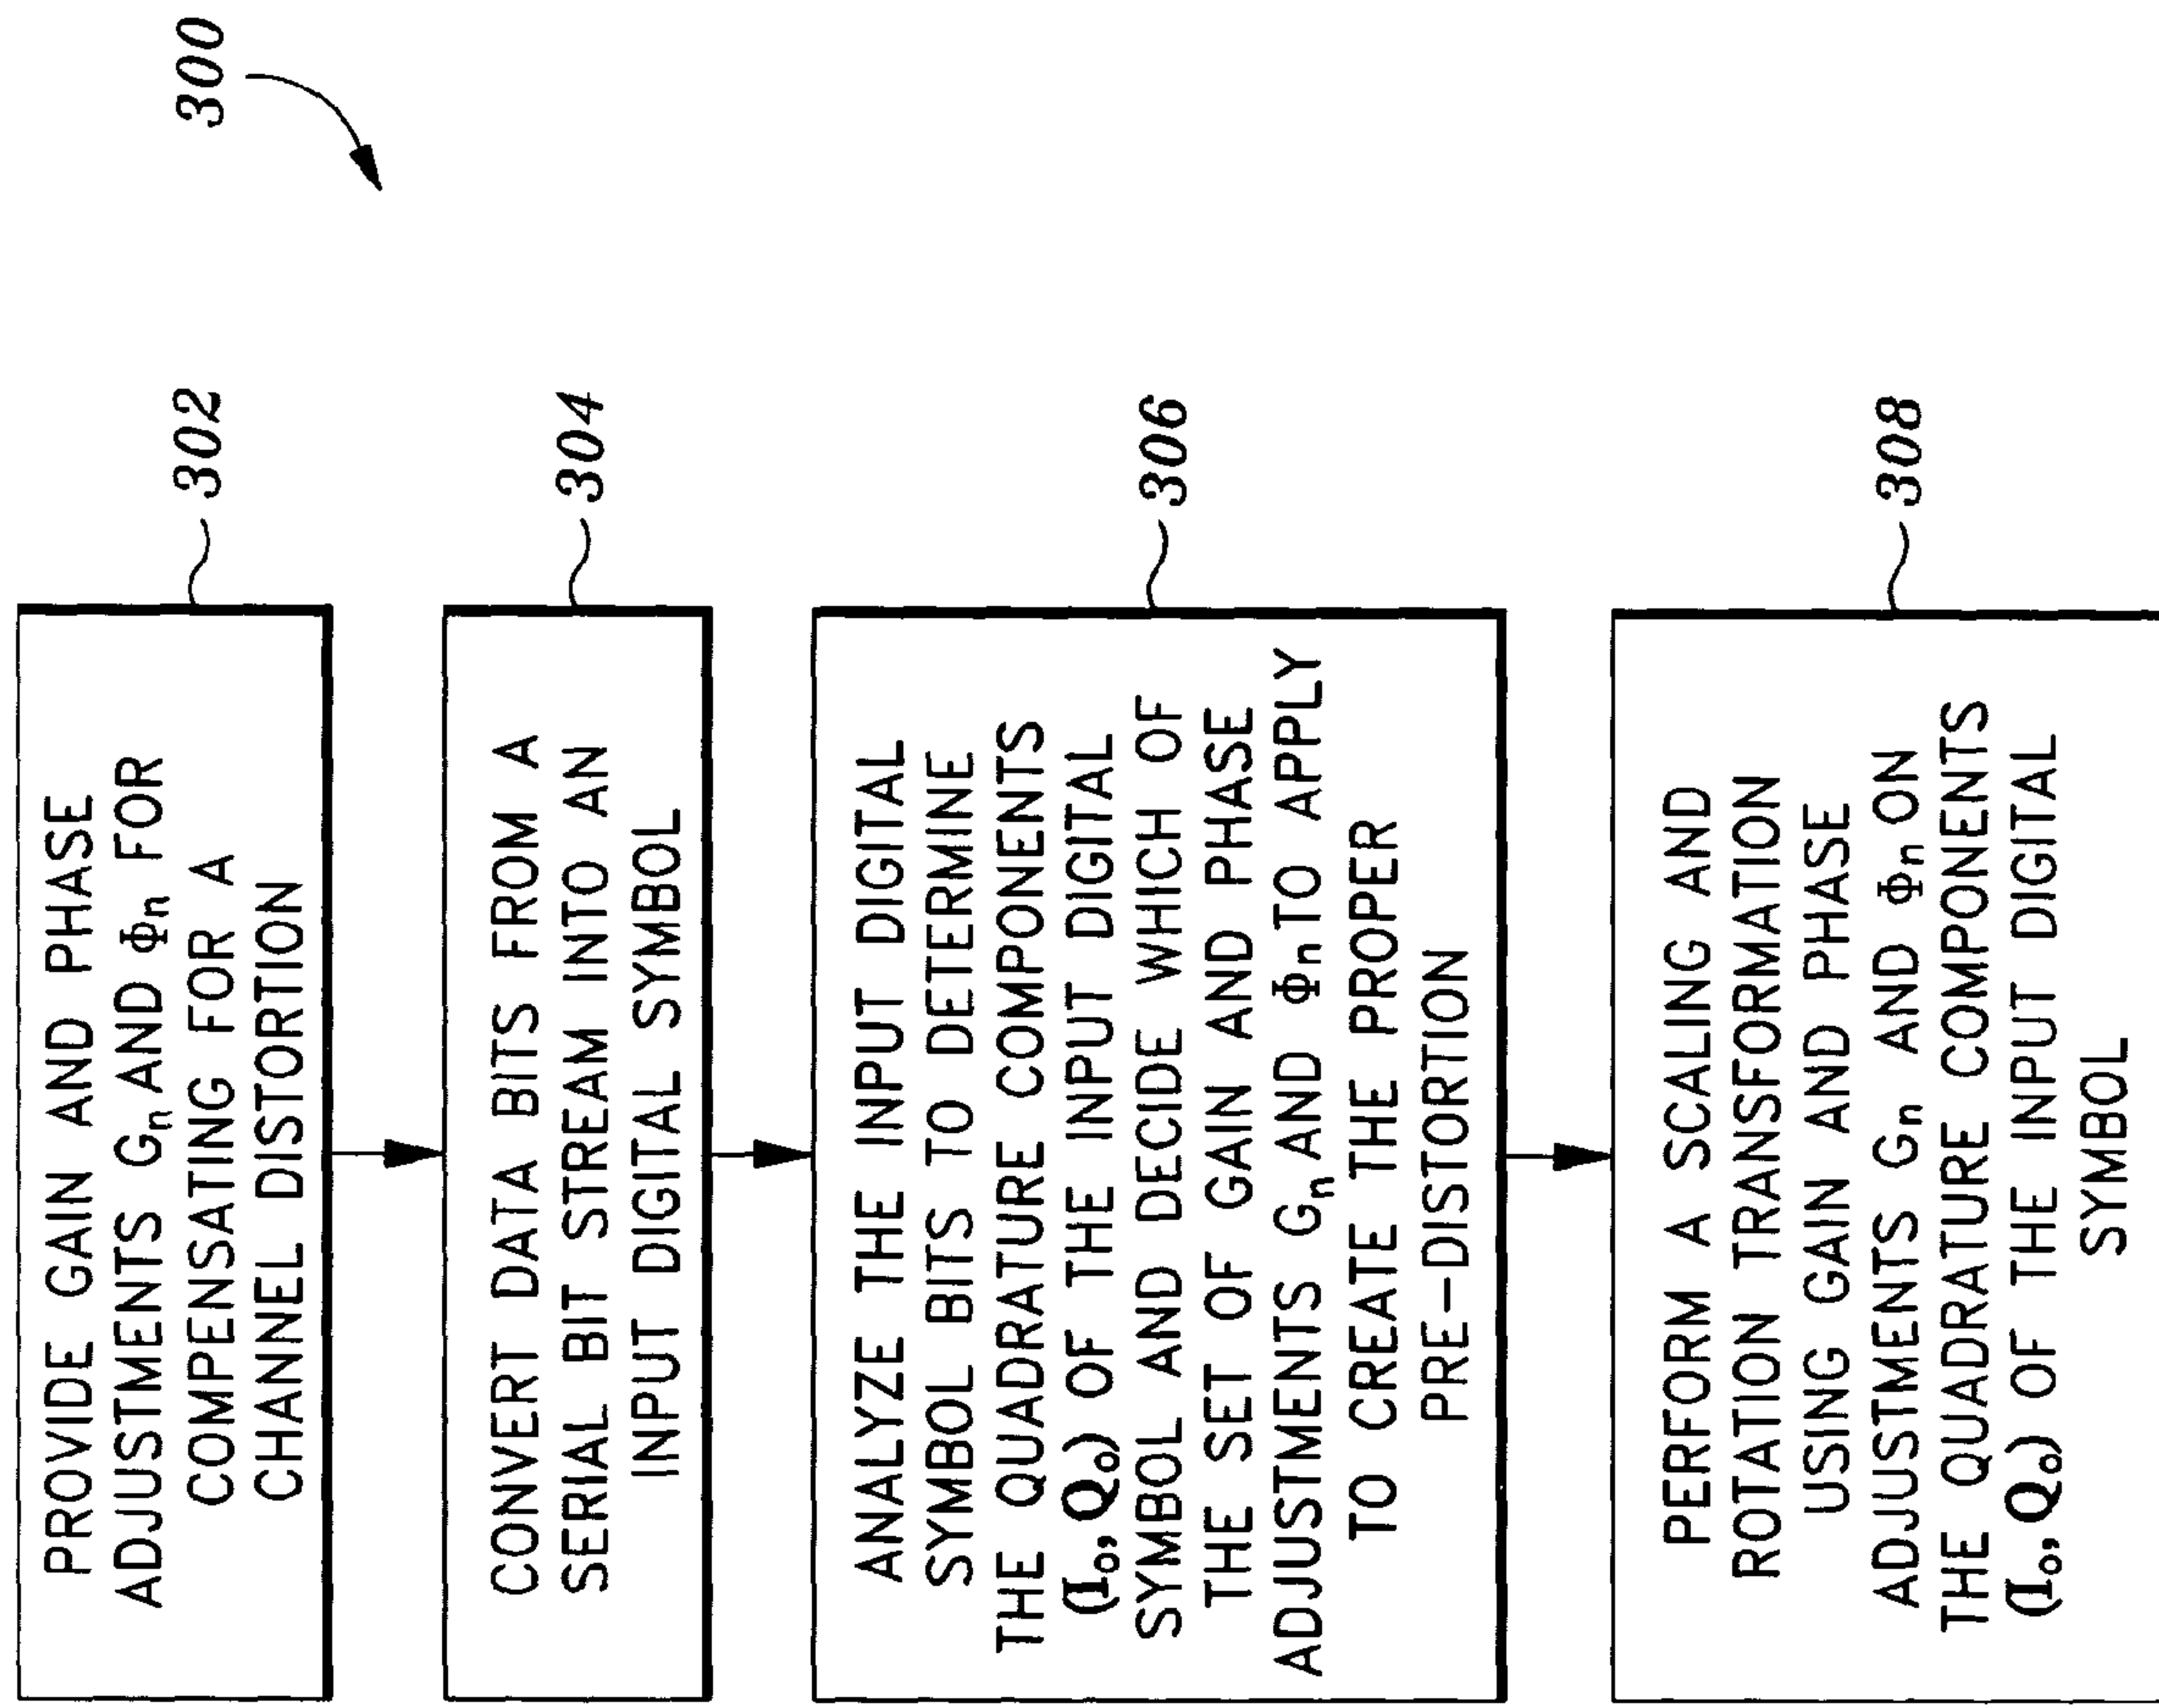 300
PROVIDE GAIN AND PHASE
ADJUSTMENTS Gn AND Φn FOR
COMPENSATING FOR A
CHANNEL DISTORTION
302
CONVERT DATA BITS FROM A
SERIAL BIT STREAM INTO AN
INPUT DIGITAL SYMBOL
304
ANALYZE THE INPUT DIGITAL
SYMBOL BITS TO DETERMINE
THE QUADRATURE COMPONENTS
(Io, Qo) OF THE INPUT DIGITAL
SYMBOL AND DECIDE WHICH OF
THE SET OF GAIN AND PHASE
ADJUSTMENTS Gn AND Φn TO APPLY
TO CREATE THE PROPER
PRE-DISTORTION
306
PERFORM A SCALING AND
ROTATION TRANSFORMATION
USING GAIN AND PHASE
ADJUSTMENTS Gn AND Φn ON
THE QUADRATURE COMPONENTS
(Io, Qo) OF THE INPUT DIGITAL
SYMBOL
308